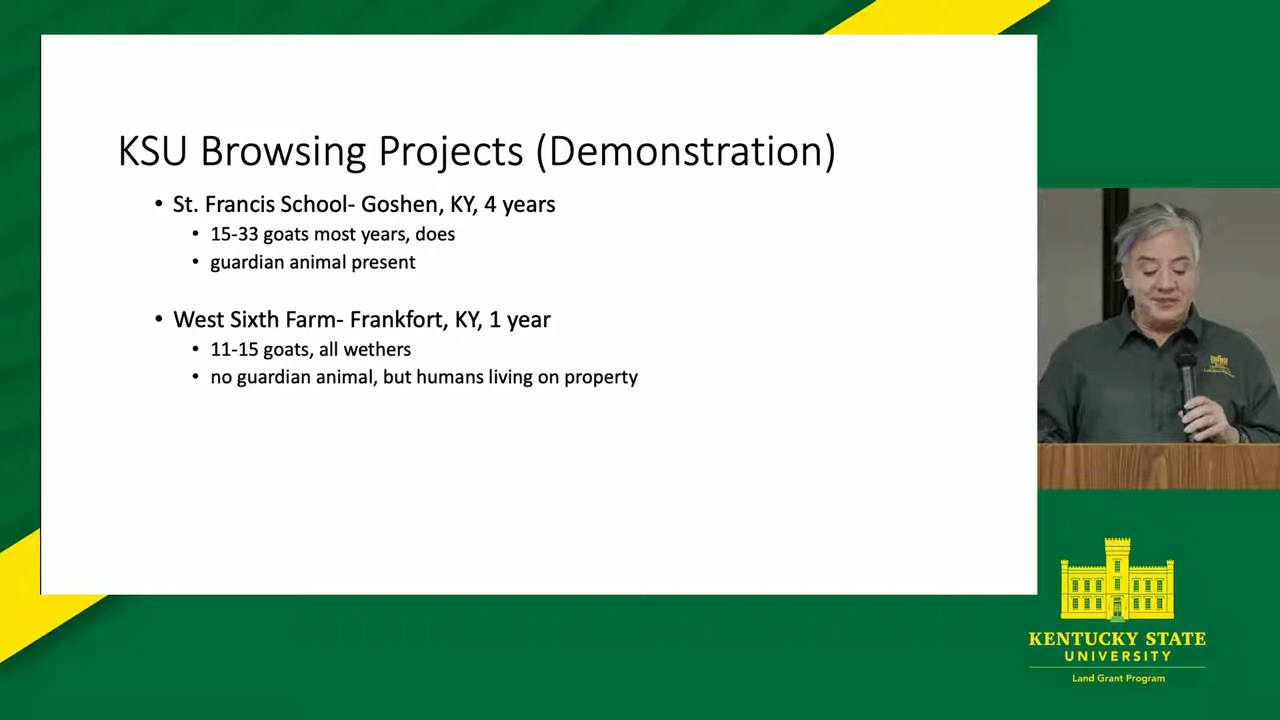 KSU Browsing Projects (Demonstration)
• St. Francis School- Goshen, KY, 4 years
• 15-33 goats most years, does
• guardian animal present
• West Sixth Farm- Frankfort, KY, 1 year
• 11-15 goats, all wethers
• no guardian animal, but humans living on property
KENTUCKY STATE
UNIVERSITY
Land Grant Program